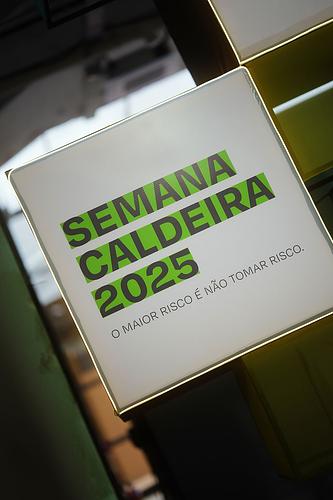 SEMANA
CALDEIRA
2025
O MAIOR RISCO É NÃO TOMAR RISCO.